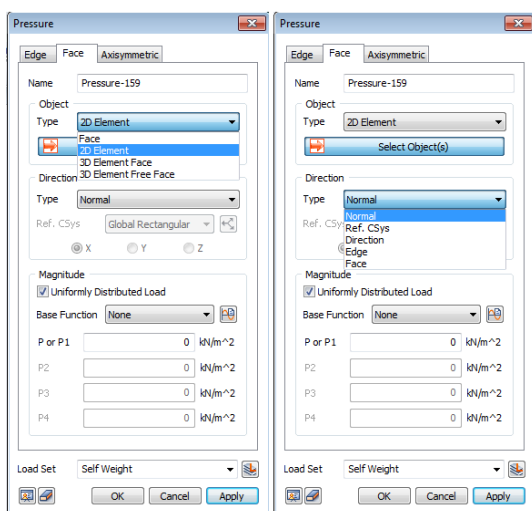 Pressure
Edge Face Axisymmetric
Name Pressure-159
Object
Type 2D Element
Face
2D Element
3D Element Face
3D Element Free Face
Direction
Type Normal
Ref. CSys Global Rectangular
X Y Z
Magnitude
Uniformly Distributed Load
Base Function None
P or P1 0 kN/m^2
P2 0 kN/m^2
P3 0 kN/m^2
P4 0 kN/m^2
Load Set Self Weight
OK Cancel Apply
Pressure
Edge Face Axisymmetric
Name Pressure-159
Object
Type 2D Element
Select Object(s)
Direction
Type Normal
Normal
Ref. CSys Ref. CSys
Direction
Edge
Face
Magnitude
Uniformly Distributed Load
Base Function None
P or P1 0 kN/m^2
P2 0 kN/m^2
P3 0 kN/m^2
P4 0 kN/m^2
Load Set Self Weight
OK Cancel Apply